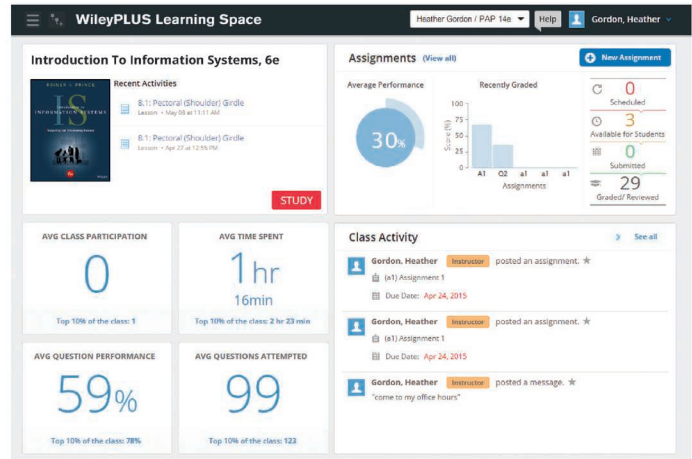 WileyPLUS Learning Space
Heather Gordon / PAP 14e
Help
Gordon, Heather
Introduction To Information Systems, 6e
RAINER & PRINCE
INTRODUCTION TO
IS
INFORMATION SYSTEMS
Recent Activities
8.1: Pectoral (Shoulder) Girdle
Lesson • May 08 at 11:11 AM
8.1: Pectoral (Shoulder) Girdle
Lesson • Apr 27 at 12:55 PM
STUDY
Assignments (View all)
New Assignment
Average Performance
30%
Recently Graded
Score (%)
100
75
50
25
0
A1 Q2 a1 a1 a1
Assignments
0
Scheduled
3
Available for Students
0
Submitted
29
Graded/ Reviewed
AVG CLASS PARTICIPATION
0
Top 10% of the class: 1
AVG TIME SPENT
1 hr
16min
Top 10% of the class: 2 hr 23 min
AVG QUESTION PERFORMANCE
59%
Top 10% of the class: 78%
AVG QUESTIONS ATTEMPTED
99
Top 10% of the class: 123
Class Activity
See all
Gordon, Heather Instructor posted an assignment.
(a1) Assignment 1
Due Date: Apr 24, 2015
Gordon, Heather Instructor posted an assignment.
(a1) Assignment 1
Due Date: Apr 24, 2015
Gordon, Heather Instructor posted a message.
"come to my office hours"